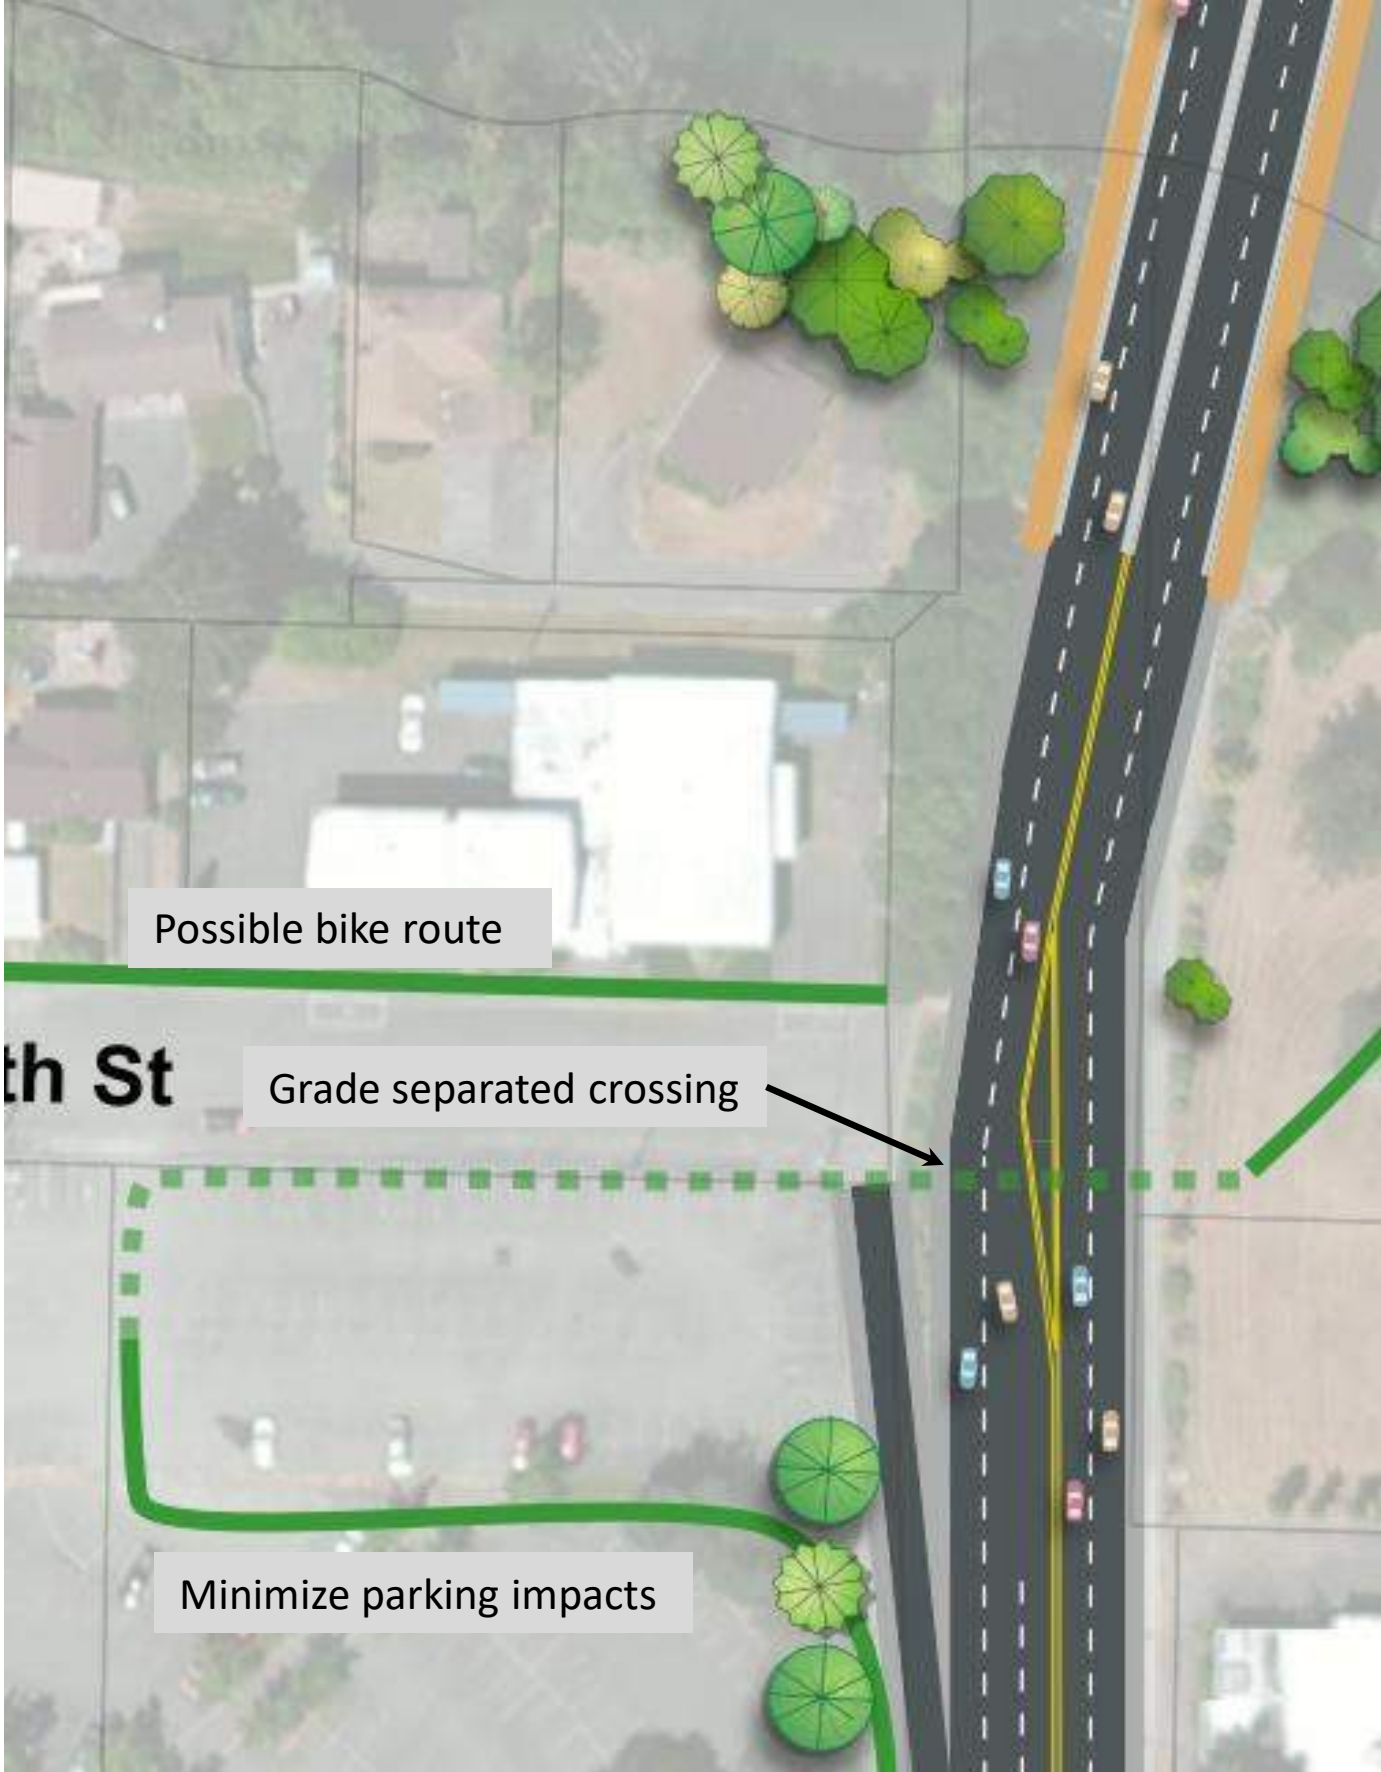 Possible bike route
th St
Grade separated crossing
Minimize parking impacts